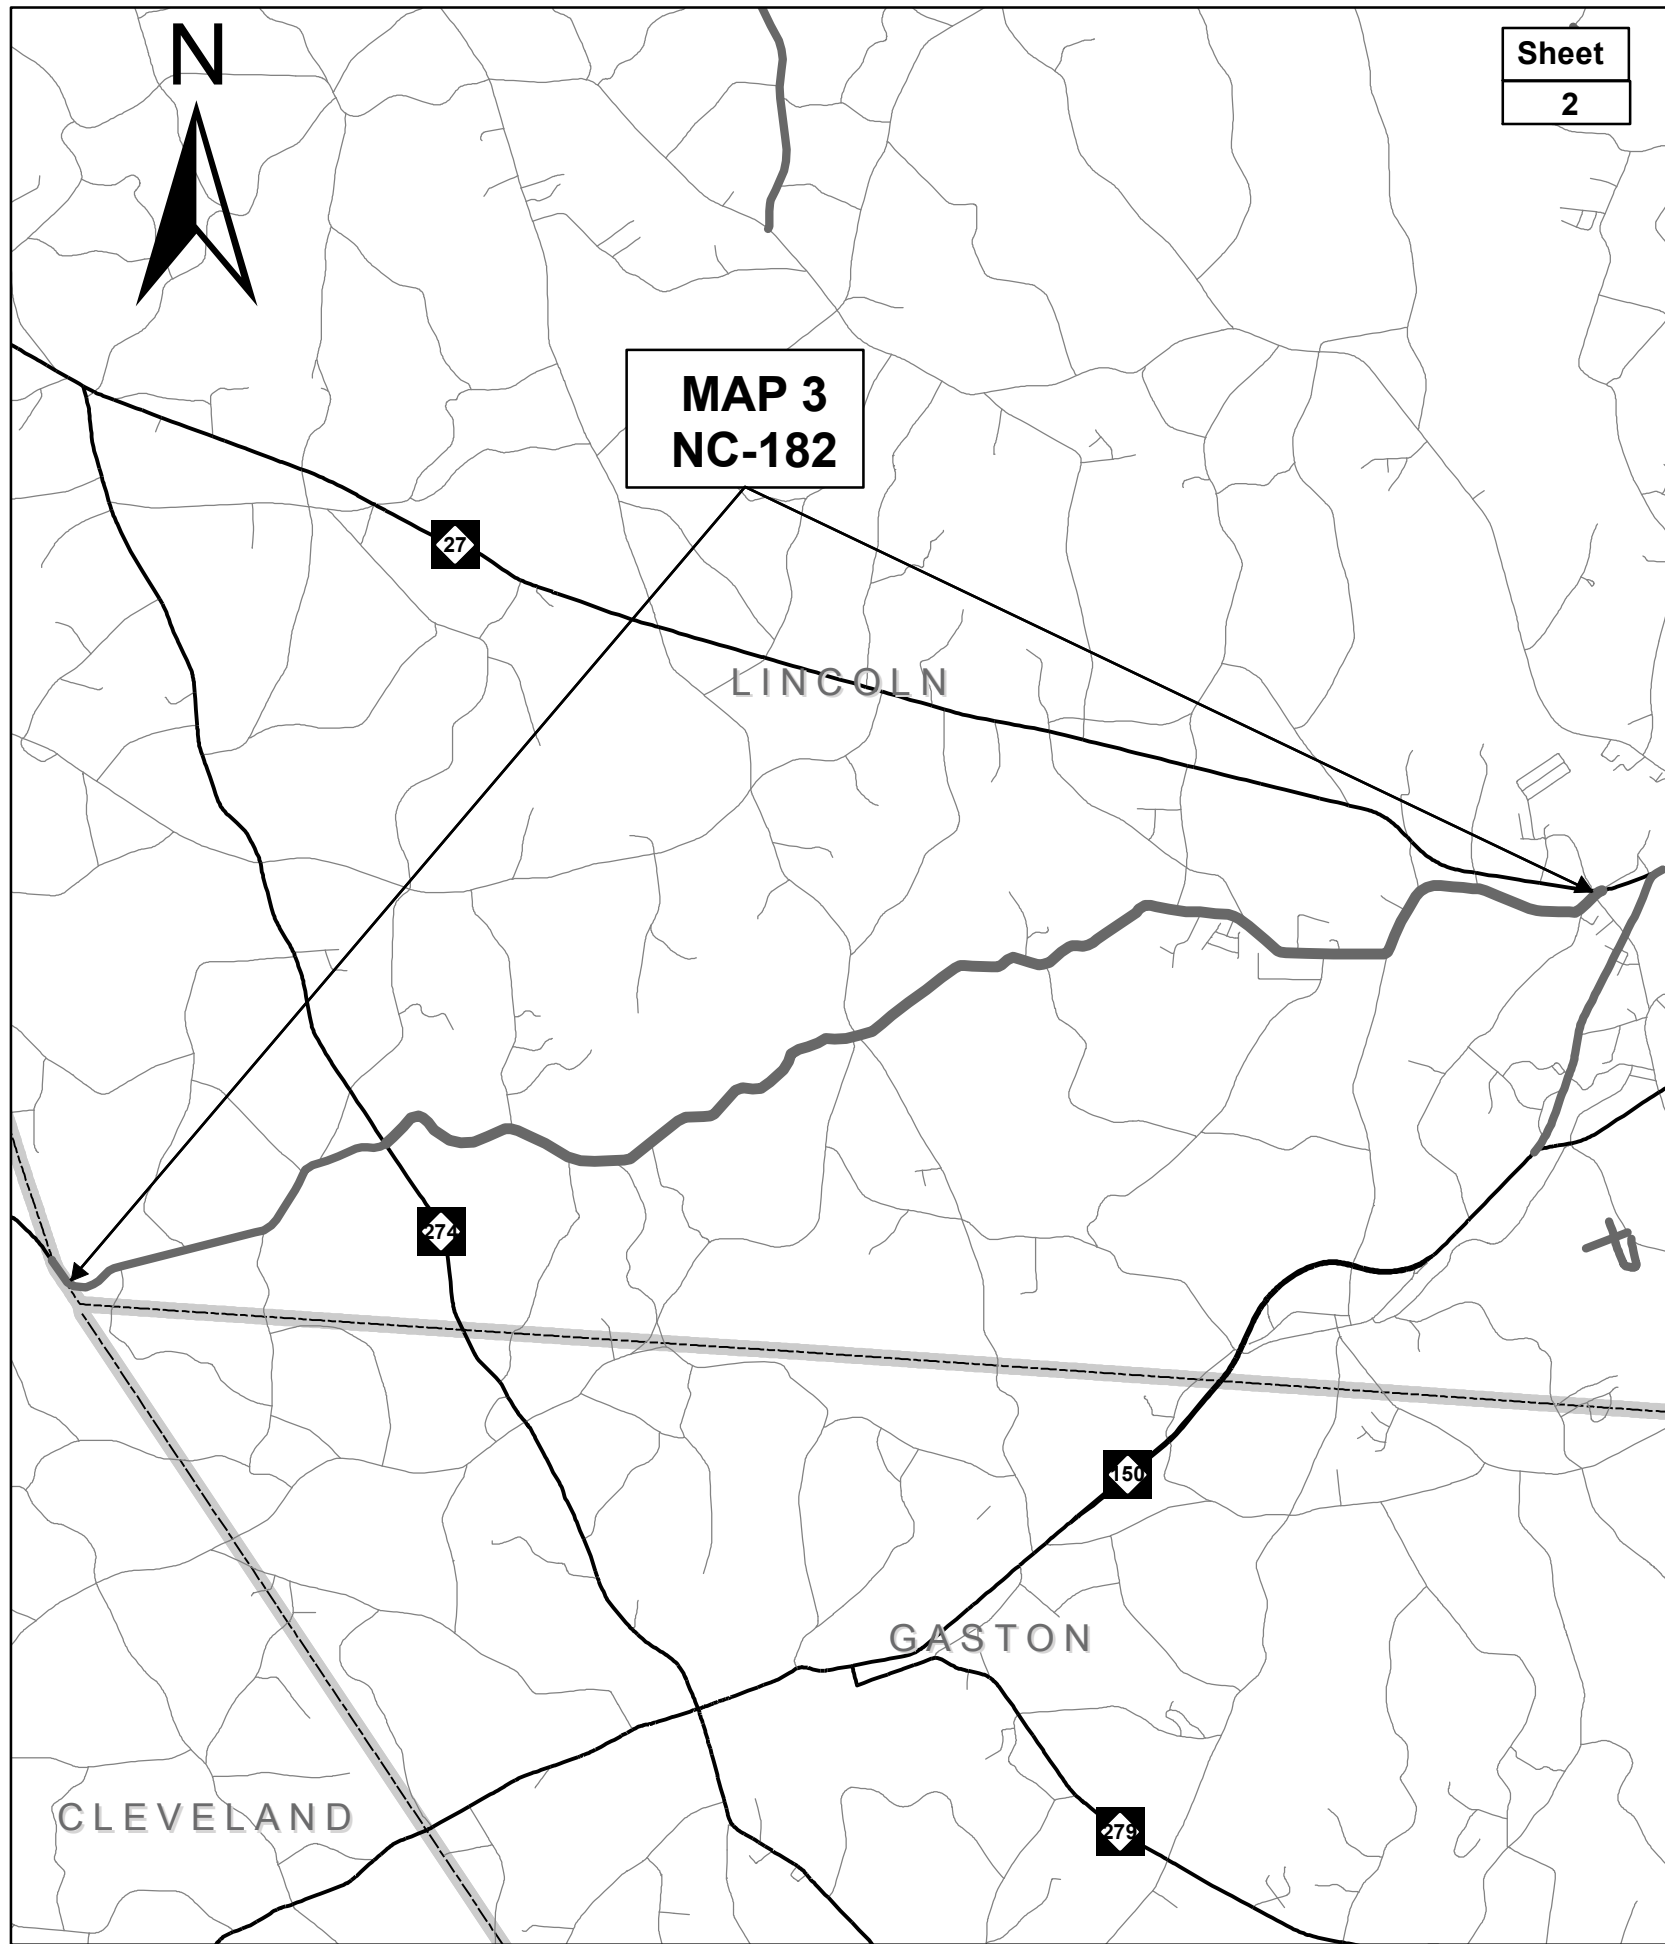 N
Sheet
2
MAP 3
NC-182
27
LINCOLN
274
150
GASTON
CLEVELAND
279